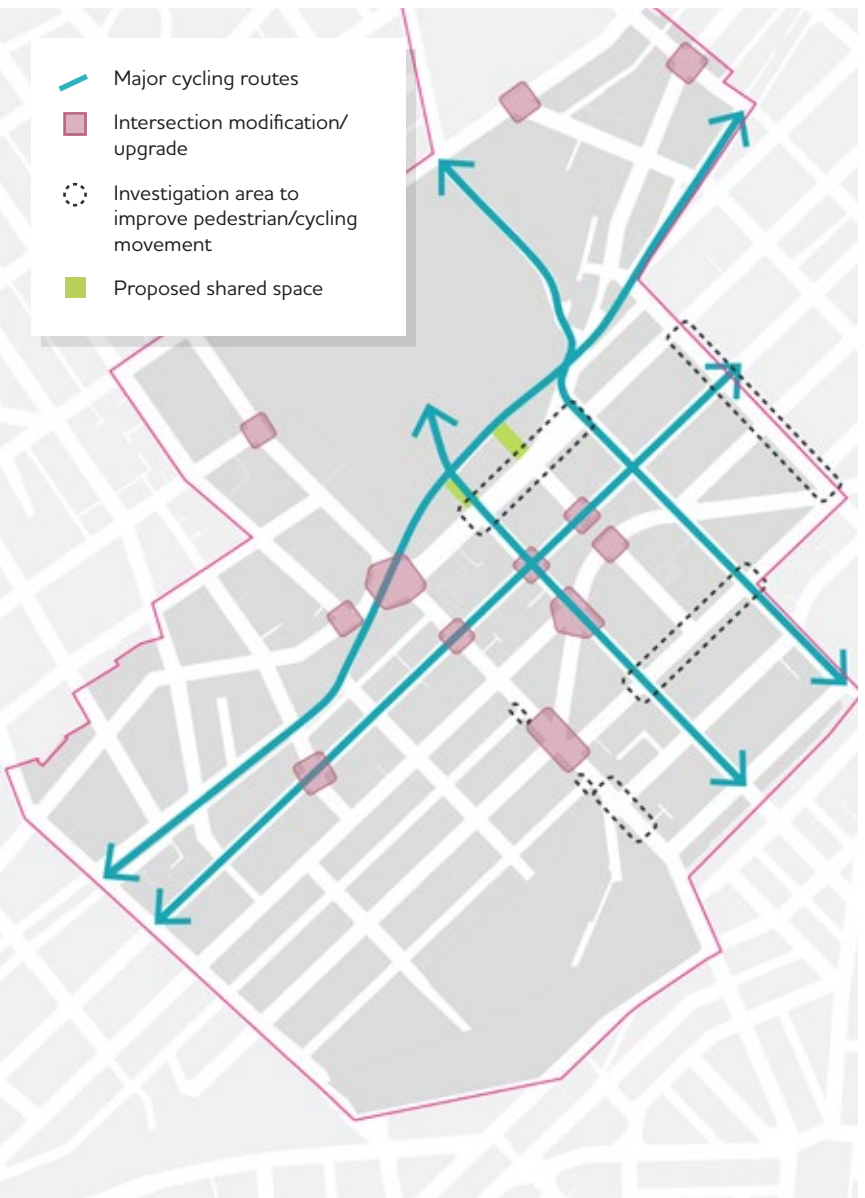 Major cycling routes
Intersection modification/
upgrade
Investigation area to
improve pedestrian/cycling
movement
Proposed shared space